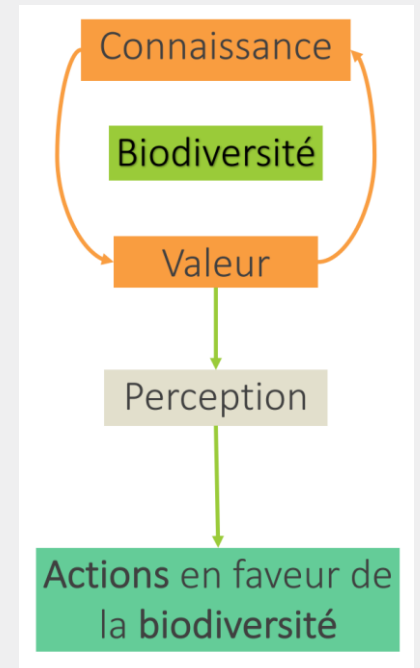 Connaissance
Biodiversité
Valeur
Perception
Actions en faveur de
la biodiversité